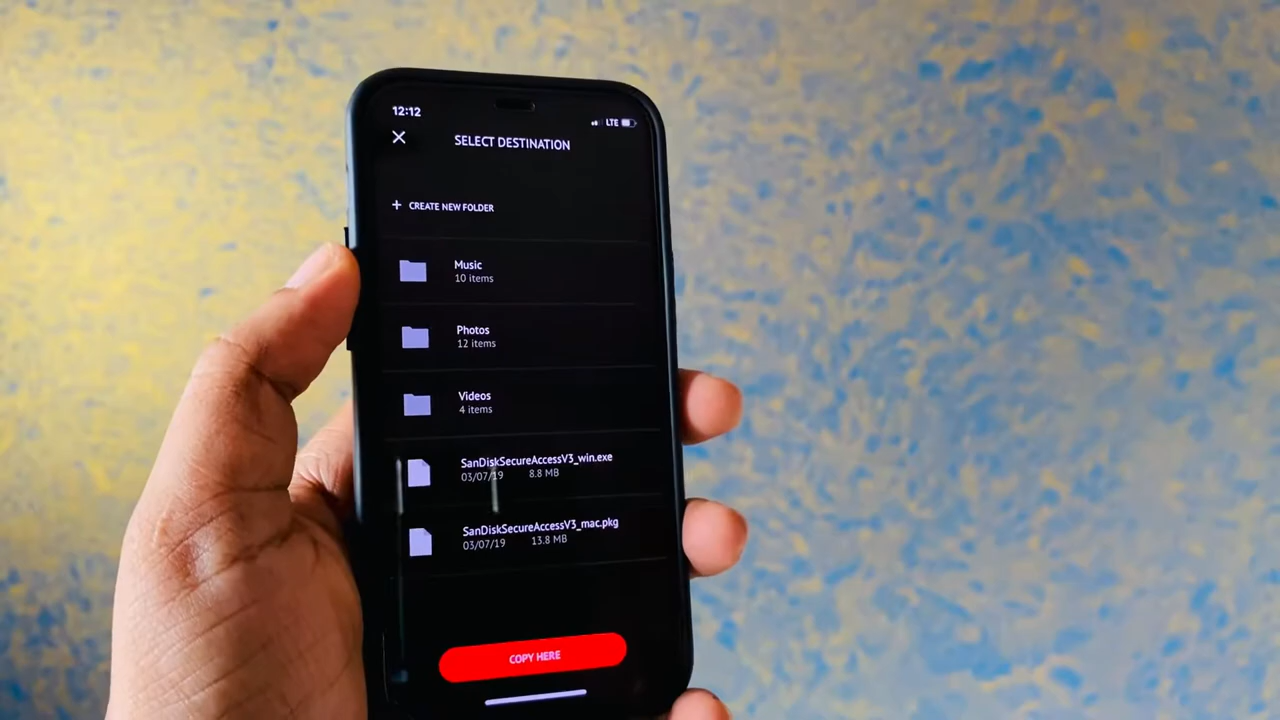 12:12
LTE
SELECT DESTINATION
+ CREATE NEW FOLDER
Music
10 items
Photos
12 items
Videos
4 items
SanDiskSecureAccessV3_win.exe
03/07/19 8.8 MB
SanDiskSecureAccessV3_mac.pkg
03/07/19 13.8 MB
COPY HERE